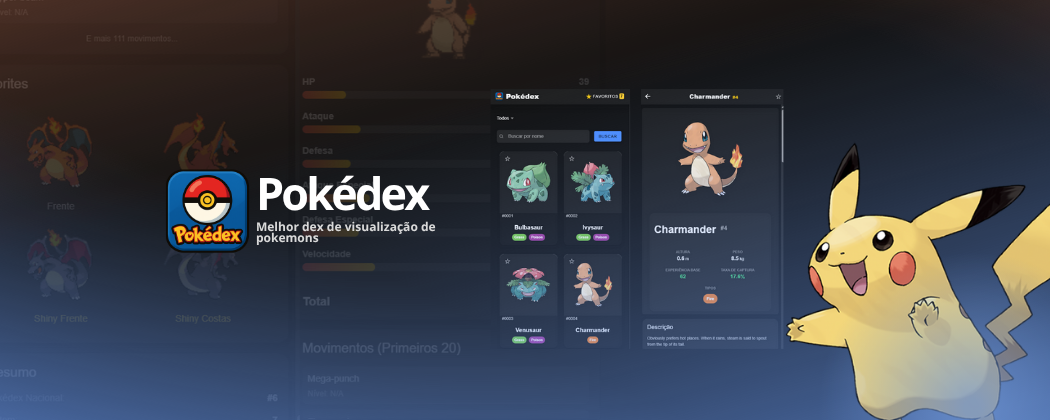 E mais 111 movimentos...
Frente
Shiny Frente
Shiny Costas
#6
HP
39
Ataque
Defesa
Defesa Especial
Velocidade
Total
Movimentos (Primeiros 20)
Mega-punch
Pokédex
Pokédex
Melhor dex de visualização de
pokemons
Pokédex
FAVORITOS
Todos
Buscar por nome
BUSCAR
#0001
#0002
Bulbasaur
Ivysaur
Grass Poison
Grass Poison
#0003
#0004
Venusaur
Charmander
Grass Poison
Fire
Charmander #4
Charmander #4
ALTURA
PESO
0.6 m
8.5 kg
EXPERIÊNCIA BASE
TAXA DE CAPTURA
62
17.6%
TIPOS
Fire
Descrição
Obviously prefers hot places. When it rains, steam is said to spout
from the tip of its tail.